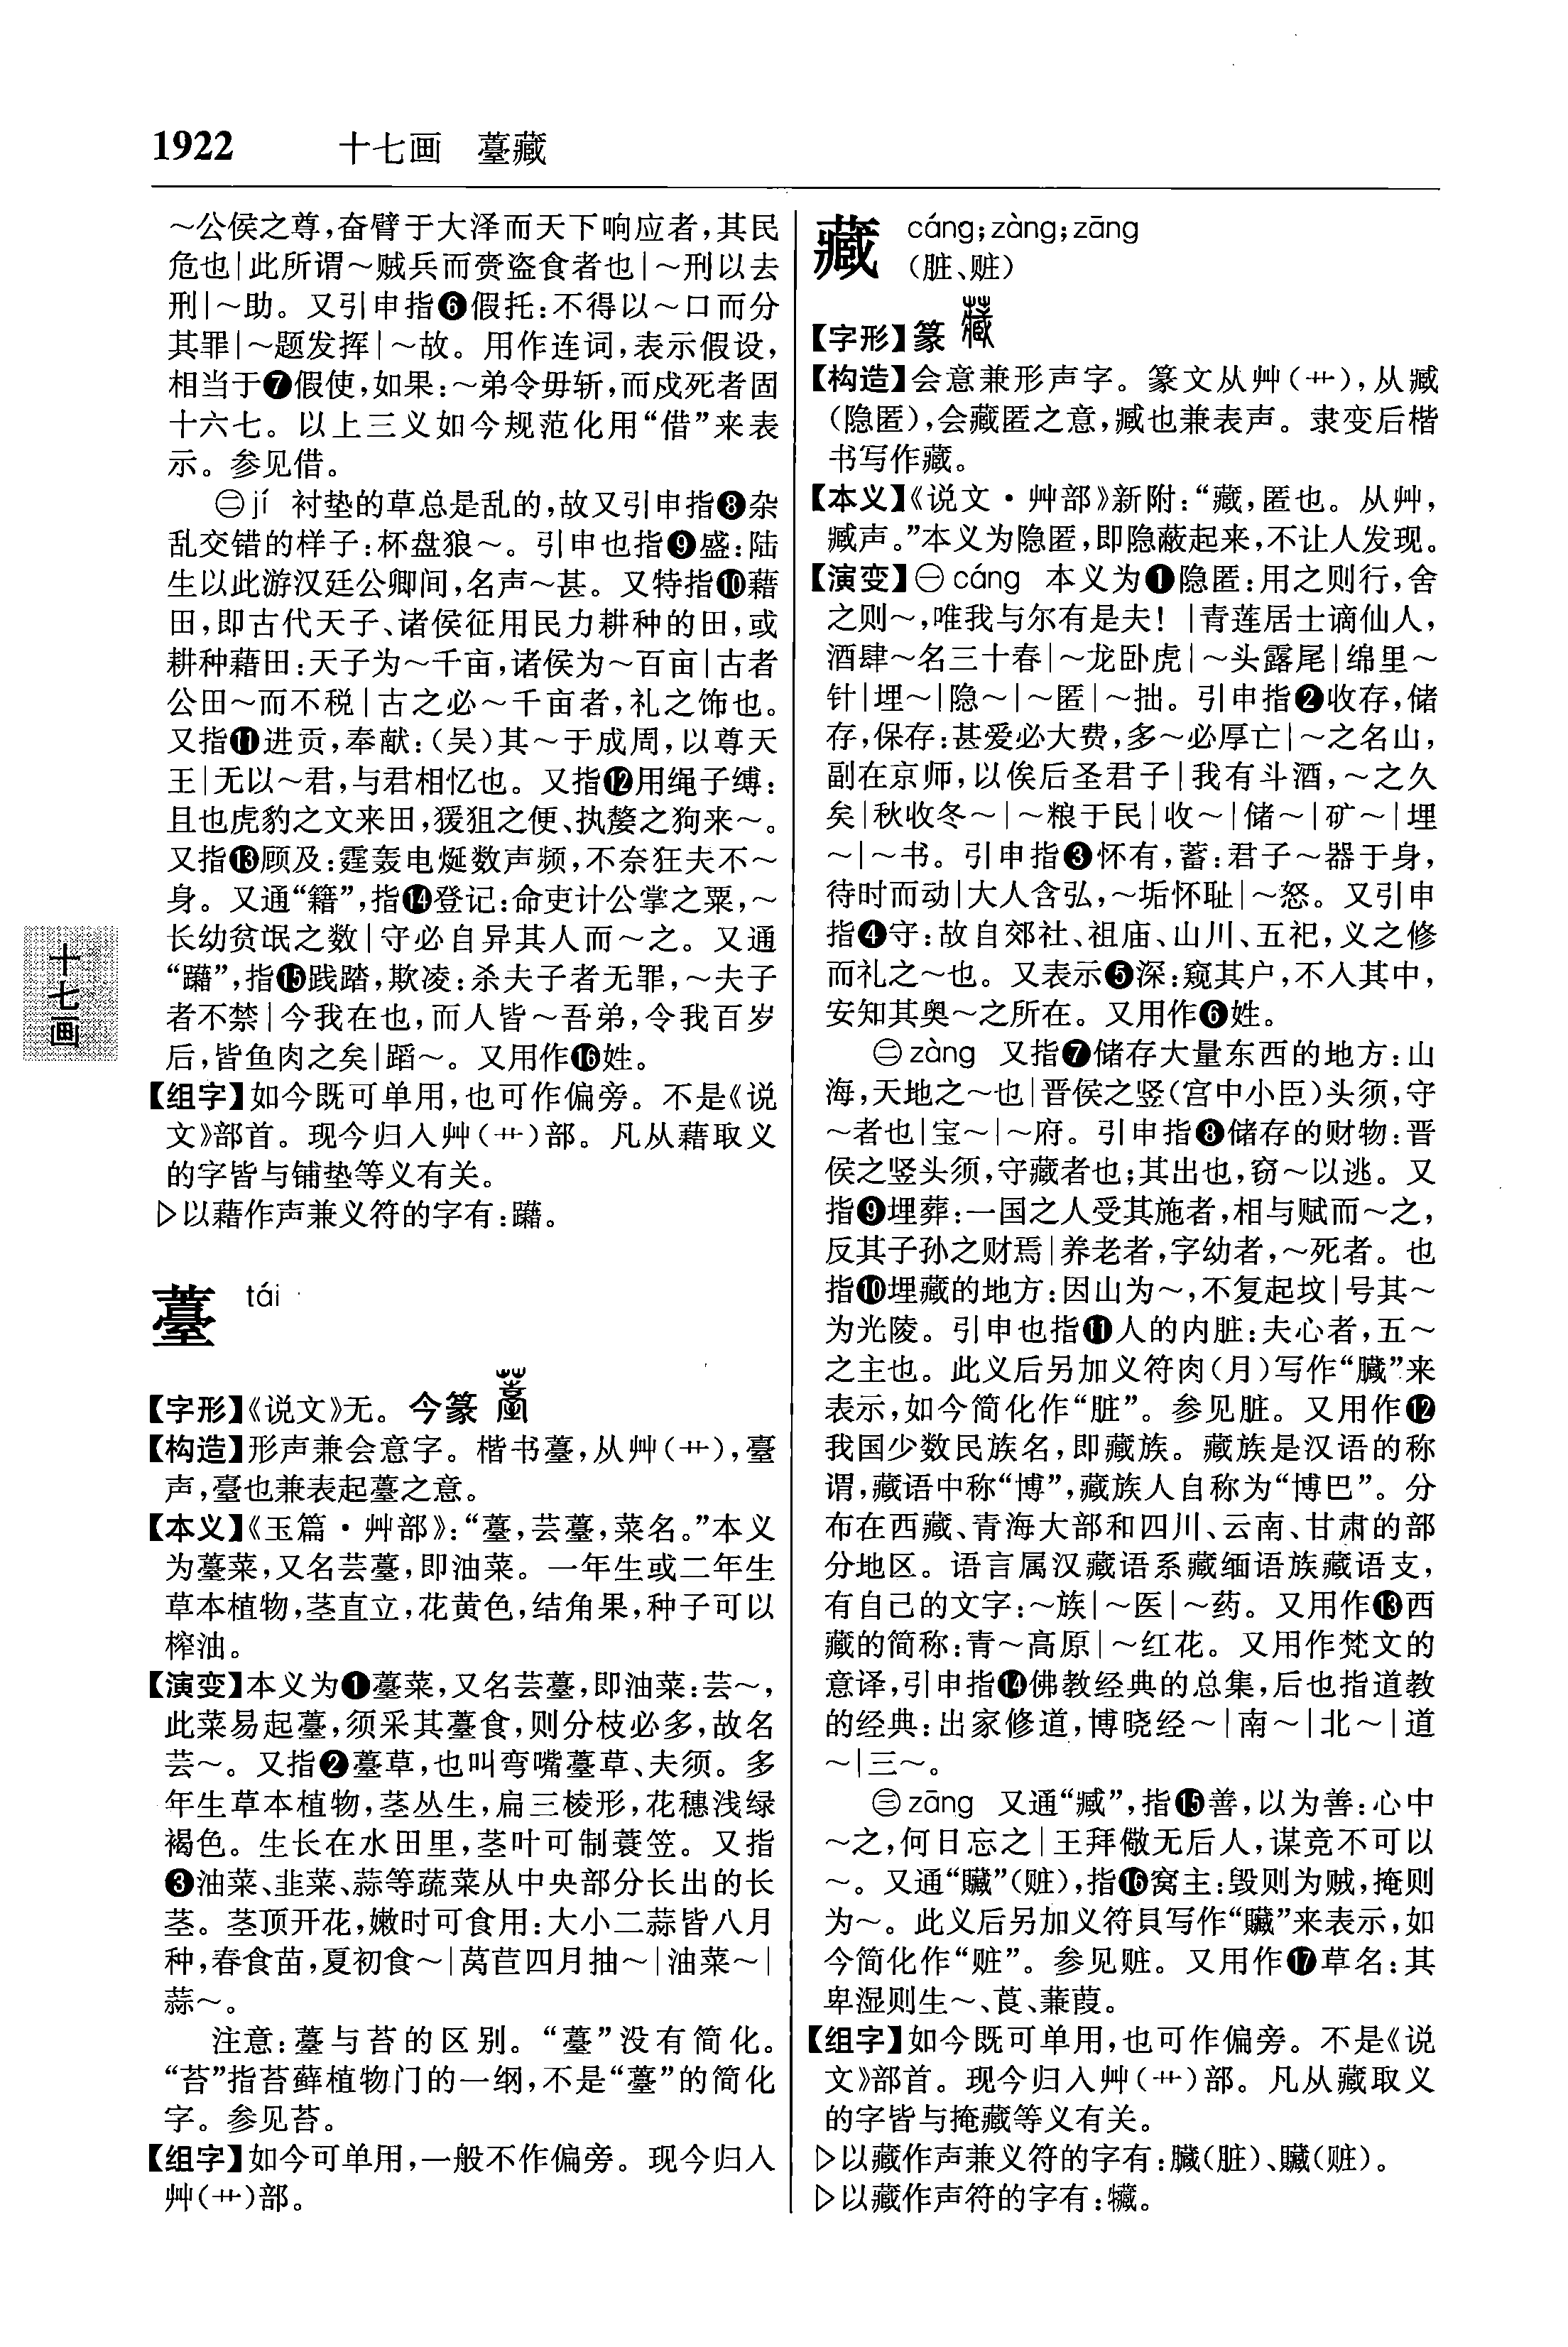 1922 十七画 薹藏
～公侯之尊，奋臂于大泽而天下响应者，其民
危也|此所谓～贼兵而赍盗食者也|～刑以去
刑|～助。又引申指❻假托：不得以～口而分
其罪|～题发挥|～故。用作连词，表示假设，
相当于❼假使，如果：～弟令毋斩，而戍死者固
十六七。以上三义如今规范化用“借”来表
示。参见借。
㊁jí 衬垫的草总是乱的，故又引申指❽杂
乱交错的样子：杯盘狼～。引申也指❾盛：陆
生以此游汉廷公卿间，名声～甚。又特指❿藉
田，即古代天子、诸侯征用民力耕种的田，或
耕种藉田：天子为～千亩，诸侯为～百亩|古者
公田～而不税|古之必～千亩者，礼之饰也。
又指⓫进贡，奉献：（吴）其～于成周，以尊天
王|无以～君，与君相忆也。又指⓬用绳子缚：
且也虎豹之文来田，猨狙之便、执嫠之狗来～。
又指⓭顾及：霆轰电烻数声频，不奈狂夫不～
身。又通“籍”，指⓮登记：命吏计公掌之粟，～
长幼贫氓之数|守必自异其人而～之。又通
“躤”，指⓯践踏，欺凌：杀夫子者无罪，～夫子
者不禁|今我在也，而人皆～吾弟，令我百岁
后，皆鱼肉之矣|蹈～。又用作⓰姓。
【组字】如今既可单用，也可作偏旁。不是《说
文》部首。现今归入艸（艹）部。凡从藉取义
的字皆与铺垫等义有关。
▷以藉作声兼义符的字有：躤。
薹 tái
【字形】《说文》无。今篆
【构造】形声兼会意字。楷书薹，从艸（艹），臺
声，臺也兼表起薹之意。
【本义】《玉篇·艸部》：“薹，芸薹，菜名。”本义
为薹菜，又名芸薹，即油菜。一年生或二年生
草本植物，茎直立，花黄色，结角果，种子可以
榨油。
【演变】本义为❶薹菜，又名芸薹，即油菜：芸～，
此菜易起薹，须采其薹食，则分枝必多，故名
芸～。又指❷薹草，也叫弯嘴薹草、夫须。多
年生草本植物，茎丛生，扁三棱形，花穗浅绿
褐色。生长在水田里，茎叶可制蓑笠。又指
❸油菜、韭菜、蒜等蔬菜从中央部分长出的长
茎。茎顶开花，嫩时可食用：大小二蒜皆八月
种，春食苗，夏初食～|莴苣四月抽～|油菜～|
蒜～。
注意：薹与苔的区别。“薹”没有简化。
“苔”指苔藓植物门的一纲，不是“薹”的简化
字。参见苔。
【组字】如今可单用，一般不作偏旁。现今归入
艸（艹）部。
藏 cáng；zàng；zāng
（脏、赃）
【字形】篆
【构造】会意兼形声字。篆文从艸（艹），从臧
（隐匿），会藏匿之意，臧也兼表声。隶变后楷
书写作藏。
【本义】《说文·艸部》新附：“藏，匿也。从艸，
臧声。”本义为隐匿，即隐蔽起来，不让人发现。
【演变】㊀cáng 本义为❶隐匿：用之则行，舍
之则～，唯我与尔有是夫！|青莲居士谪仙人，
酒肆～名三十春|～龙卧虎|～头露尾|绵里～
针|埋～|隐～|～匿|～拙。引申指❷收存，储
存，保存：甚爱必大费，多～必厚亡|～之名山，
副在京师，以俟后圣君子|我有斗酒，～之久
矣|秋收冬～|～粮于民|收～|储～|矿～|埋
～|～书。引申指❸怀有，蓄：君子～器于身，
待时而动|大人含弘，～垢怀耻|～怒。又引申
指❹守：故自郊社、祖庙、山川、五祀，义之修
而礼之～也。又表示❺深：窥其户，不入其中，
安知其奥～之所在。又用作❻姓。
㊁zàng 又指❼储存大量东西的地方：山
海，天地之～也|晋侯之竖（宫中小臣）头须，守
～者也|宝～|～府。引申指❽储存的财物：晋
侯之竖头须，守藏者也；其出也，窃～以逃。又
指❾埋葬：一国之人受其施者，相与赋而～之，
反其子孙之财焉|养老者，字幼者，～死者。也
指❿埋藏的地方：因山为～，不复起坟|号其～
为光陵。引申也指⓫人的内脏：夫心者，五～
之主也。此义后另加义符肉（月）写作“臟”来
表示，如今简化作“脏”。参见脏。又用作⓬
我国少数民族名，即藏族。藏族是汉语的称
谓，藏语中称“博”，藏族人自称为“博巴”。分
布在西藏、青海大部和四川、云南、甘肃的部
分地区。语言属汉藏语系藏缅语族藏语支，
有自己的文字：～族|～医|～药。又用作⓭西
藏的简称：青～高原|～红花。又用作梵文的
意译，引申指⓮佛教经典的总集，后也指道教
的经典：出家修道，博晓经～|南～|北～|道
～|三～。
㊂zāng 又通“臧”，指⓯善，以为善：心中
～之，何日忘之|王拜儆无后人，谋竞不可以
～。又通“贜”（赃），指⓰窝主：毁则为贼，掩则
为～。此义后另加义符貝写作“贜”来表示，如
今简化作“赃”。参见赃。又用作⓱草名：其
卑湿则生～、莨、蒹葭。
【组字】如今既可单用，也可作偏旁。不是《说
文》部首。现今归入艸（艹）部。凡从藏取义
的字皆与掩藏等义有关。
▷以藏作声兼义符的字有：臟（脏）、贜（赃）。
▷以藏作声符的字有：㘸。
十七画